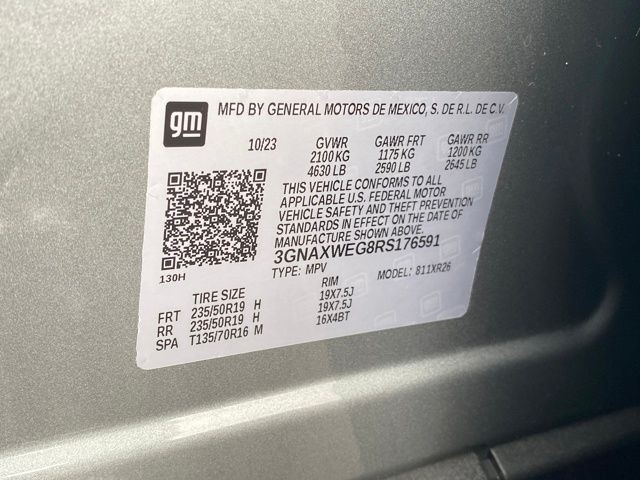 gm
MFD BY GENERAL MOTORS DE MEXICO, S. DE R.L. DE C.V.
10/23 GVWR GAWR FRT GAWR RR
2100 KG 1175 KG 1200 KG
4630 LB 2590 LB 2645 LB
THIS VEHICLE CONFORMS TO ALL
APPLICABLE U.S. FEDERAL MOTOR
VEHICLE SAFETY AND THEFT PREVENTION
STANDARDS IN EFFECT ON THE DATE OF
MANUFACTURE SHOWN ABOVE.
3GNAXWEG8RS176591
130H
TYPE: MPV MODEL: 811XR26
TIRE SIZE RIM
FRT 235/50R19 H 19X7.5J
RR 235/50R19 H 19X7.5J
SPA T135/70R16 M 16X4BT